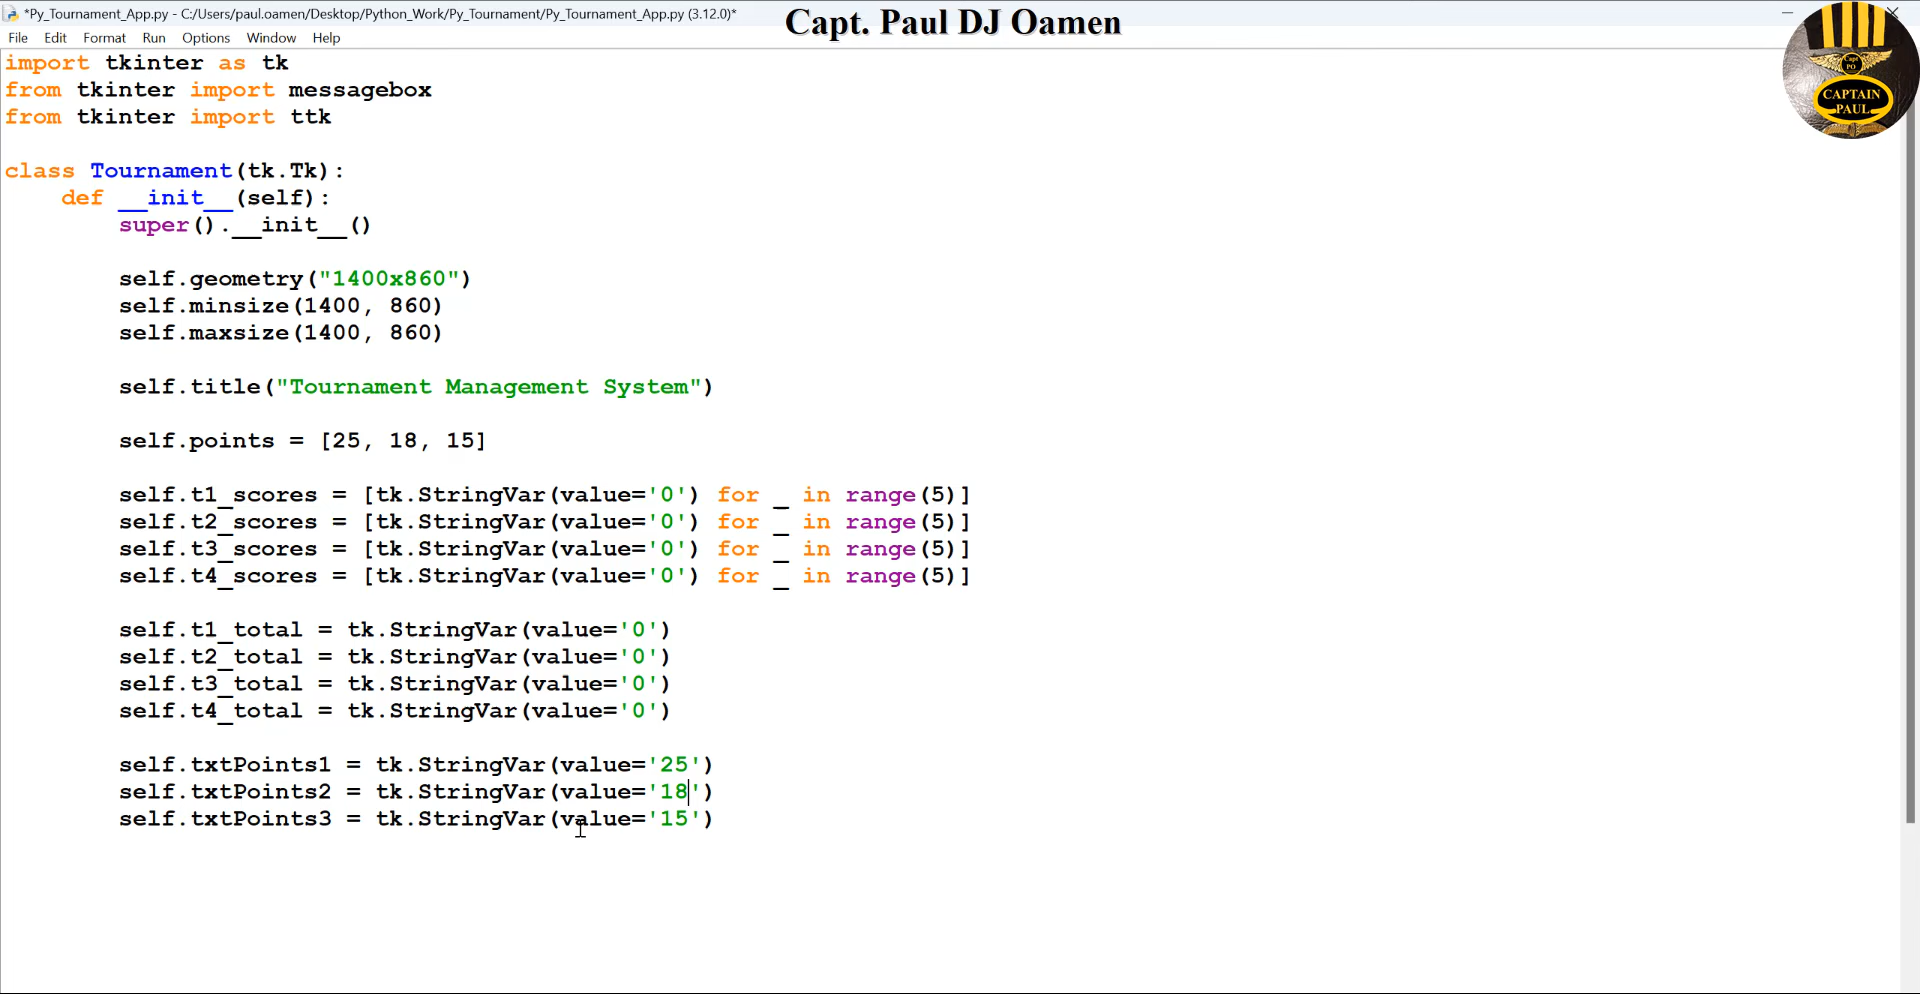 *Py_Tournament_App.py - C:/Users/paul.oamen/Desktop/Python_Work/Py_Tournament/Py_Tournament_App.py (3.12.0)*
Capt. Paul DJ Oamen
File Edit Format Run Options Window Help
Capt
PO
CAPTAIN
PAUL
import tkinter as tk
from tkinter import messagebox
from tkinter import ttk
class Tournament(tk.Tk):
    def __init__(self):
        super().__init__()
        self.geometry("1400x860")
        self.minsize(1400, 860)
        self.maxsize(1400, 860)
        self.title("Tournament Management System")
        self.points = [25, 18, 15]
        self.t1_scores = [tk.StringVar(value='0') for _ in range(5)]
        self.t2_scores = [tk.StringVar(value='0') for _ in range(5)]
        self.t3_scores = [tk.StringVar(value='0') for _ in range(5)]
        self.t4_scores = [tk.StringVar(value='0') for _ in range(5)]
        self.t1_total = tk.StringVar(value='0')
        self.t2_total = tk.StringVar(value='0')
        self.t3_total = tk.StringVar(value='0')
        self.t4_total = tk.StringVar(value='0')
        self.txtPoints1 = tk.StringVar(value='25')
        self.txtPoints2 = tk.StringVar(value='18')
        self.txtPoints3 = tk.StringVar(value='15')